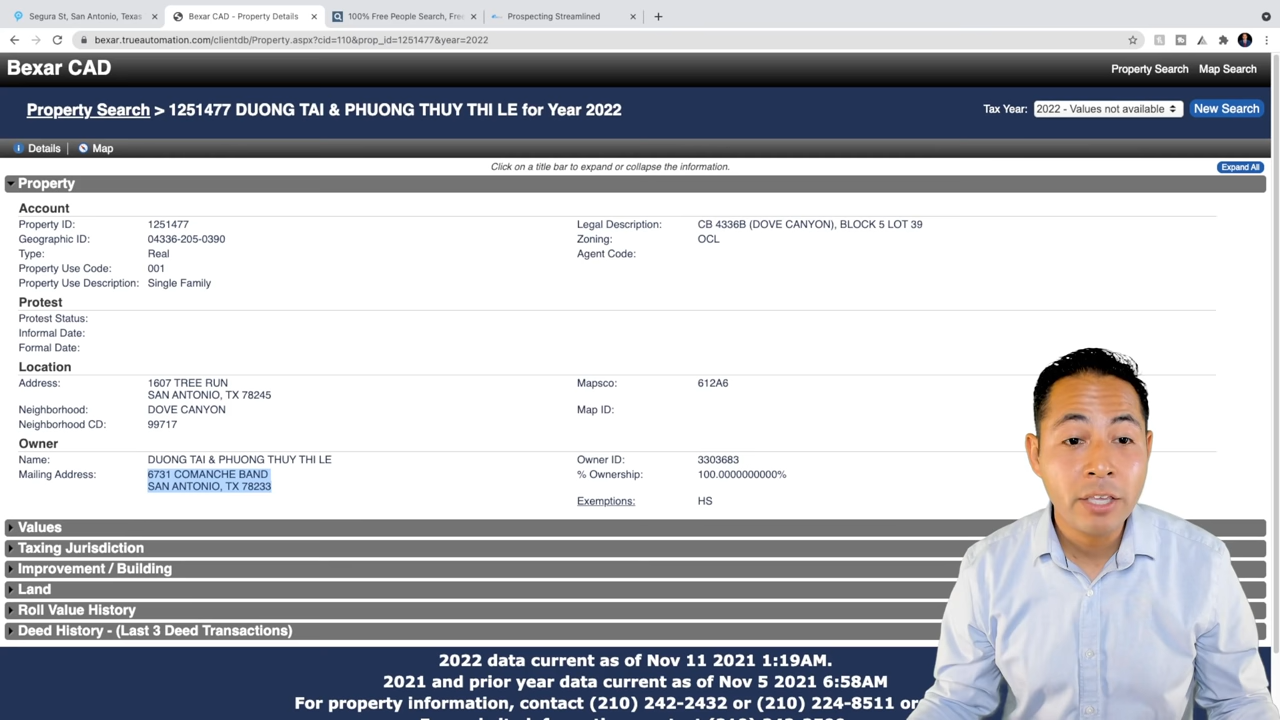 Segura St, San Antonio, Texas
Bexar CAD - Property Details
100% Free People Search, Free
Prospecting Streamlined
bexar.trueautomation.com/clientdb/Property.aspx?cid=110&prop_id=1251477&year=2022
Bexar CAD
Property Search Map Search
Property Search > 1251477 DUONG TAI & PHUONG THUY THI LE for Year 2022
Tax Year: 2022 - Values not available New Search
Details | Map
Click on a title bar to expand or collapse the information.
Expand All
Property
Account
Property ID: 1251477 Legal Description: CB 4336B (DOVE CANYON), BLOCK 5 LOT 39
Geographic ID: 04336-205-0390 Zoning: OCL
Type: Real Agent Code:
Property Use Code: 001
Property Use Description: Single Family
Protest
Protest Status:
Informal Date:
Formal Date:
Location
Address: 1607 TREE RUN Mapsco: 612A6
SAN ANTONIO, TX 78245
Neighborhood: DOVE CANYON Map ID:
Neighborhood CD: 99717
Owner
Name: DUONG TAI & PHUONG THUY THI LE Owner ID: 3303683
Mailing Address: 6731 COMANCHE BAND % Ownership: 100.0000000000%
SAN ANTONIO, TX 78233
Exemptions: HS
Values
Taxing Jurisdiction
Improvement / Building
Land
Roll Value History
Deed History - (Last 3 Deed Transactions)
2022 data current as of Nov 11 2021 1:19AM.
2021 and prior year data current as of Nov 5 2021 6:58AM
For property information, contact (210) 242-2432 or (210) 224-8511 or